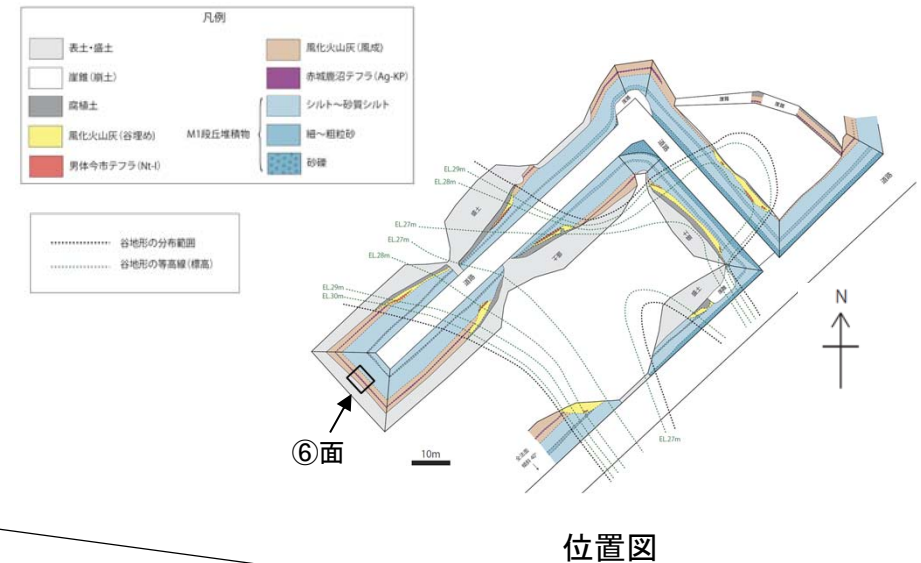 凡例
表土・盛土
崖錐(崩土)
腐植土
風化火山灰(谷埋め)
男体今市テフラ(Nt-I)
風化火山灰(風成)
赤城鹿沼テフラ(Ag-KP)
M1段丘堆積物
シルト～砂質シルト
細～粗粒砂
砂礫
谷地形の分布範囲
谷地形の等高線(標高)
EL.29m
EL.28m
EL.27m
EL.27m
EL.28m
EL.29m
EL.30m
盛土
道路
道路
道路
盛土
EL.27m
N
⑥面
10m
位置図